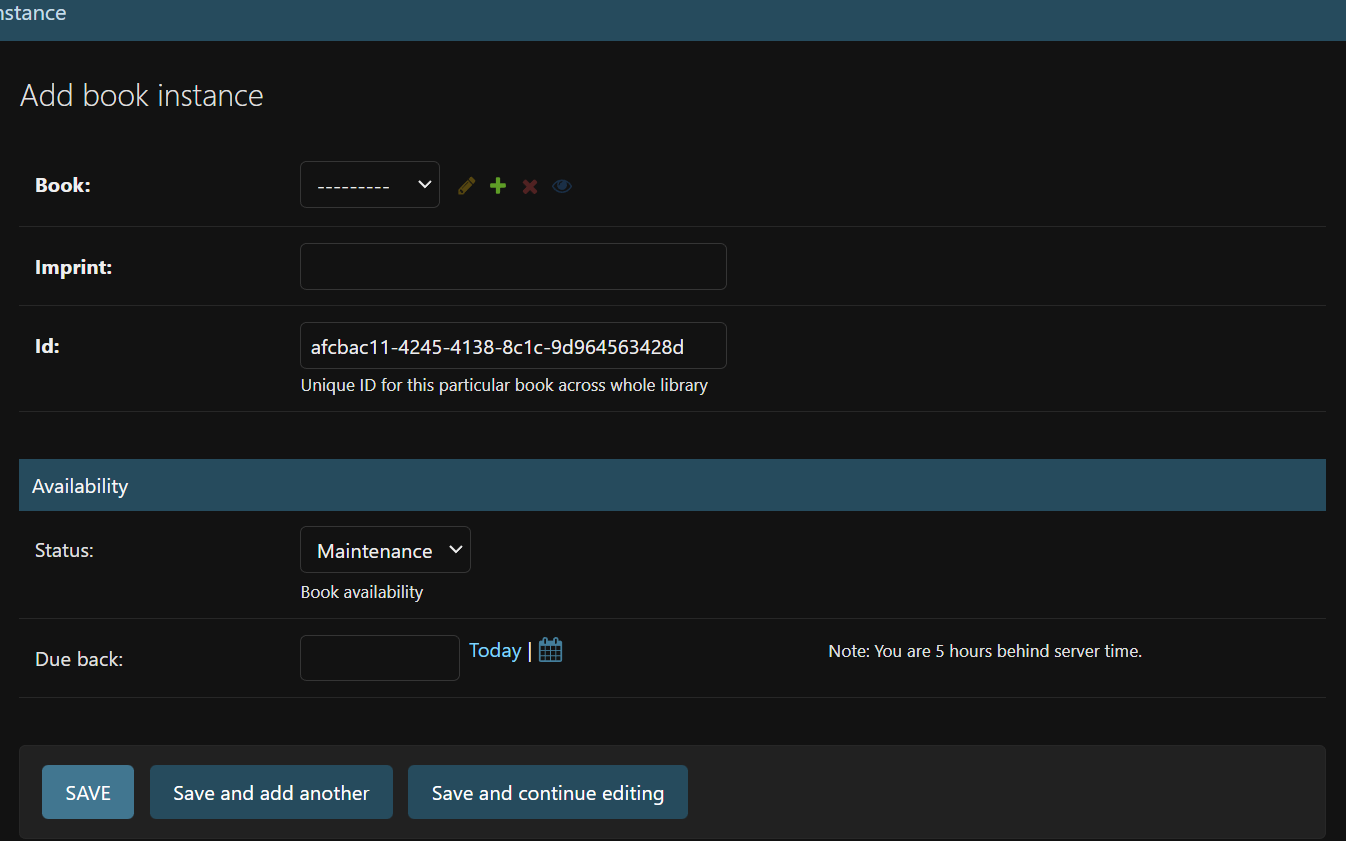 nstance
Add book instance
Book: ---------
Imprint:
Id: afcbac11-4245-4138-8c1c-9d964563428d
Unique ID for this particular book across whole library
Availability
Status: Maintenance
Book availability
Due back: Today | Note: You are 5 hours behind server time.
SAVE Save and add another Save and continue editing